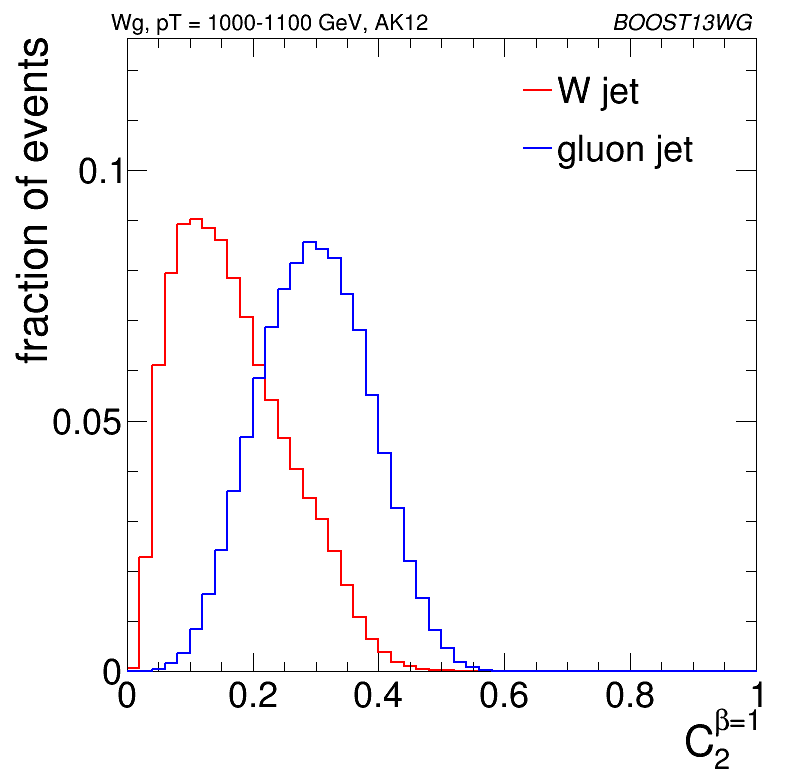 Wg, pT = 1000-1100 GeV, AK12
BOOST13WG
fraction of events
W jet
gluon jet
0.1
0.05
0
0 0.2 0.4 0.6 0.8 1
C₂^β=1